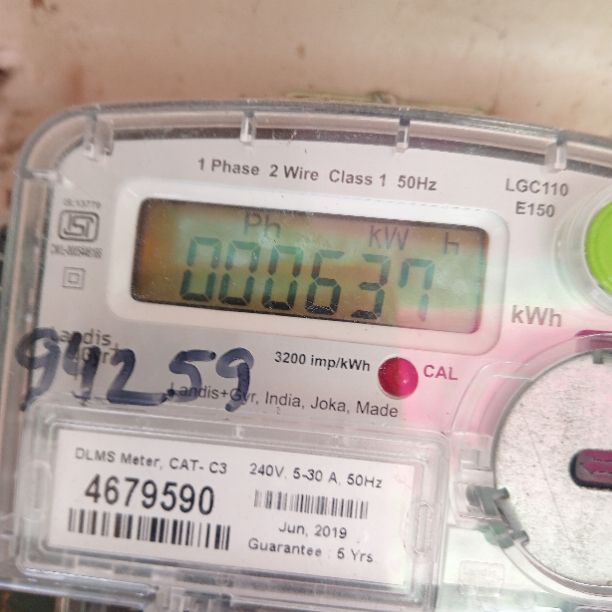 1 Phase 2 Wire Class 1 50Hz
LGC110
E150
Ph kW h
000637
kWh
3200 imp/kWh
CAL
94259
Landis+Gyr, India, Joka, Made
DLMS Meter, CAT- C3
4679590
240V, 5-30 A, 50Hz
Jun, 2019
Guarantee : 5 Yrs